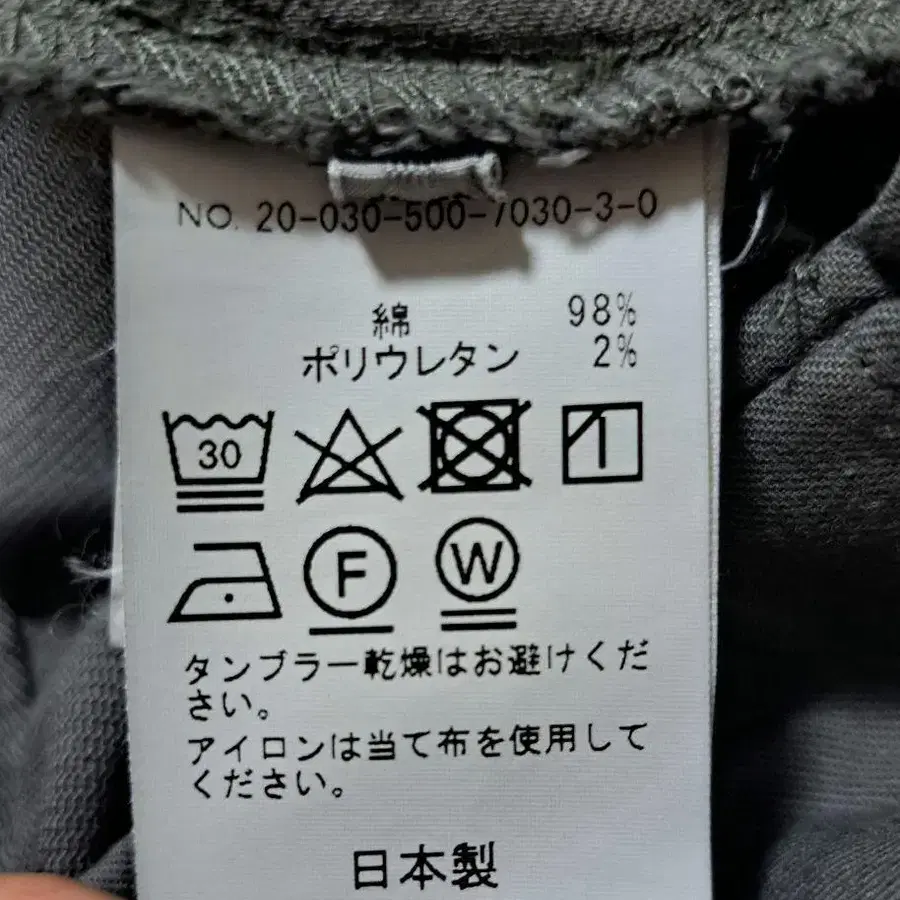 NO. 20-030-500-7030-3-0
綿 98%
ポリウレタン 2%
30
F W
タンブラー乾燥はお避けくだ
さい。
アイロンは当て布を使用して
ください。
日本製